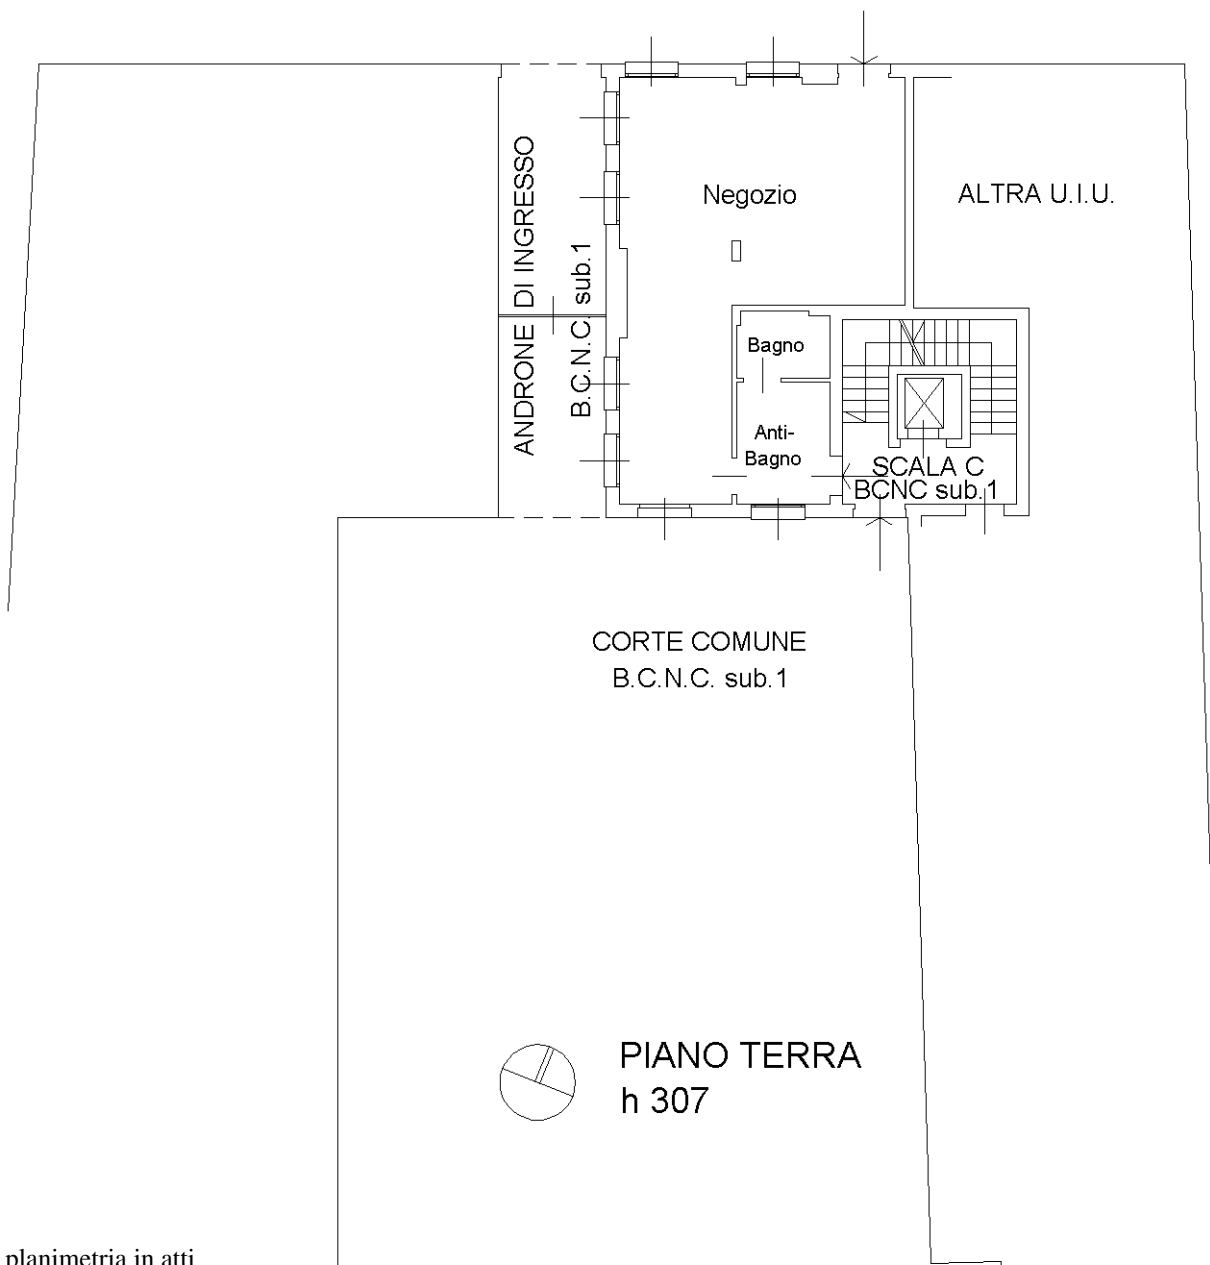 ANDRONE DI INGRESSO
B.C.N.C. sub.1
Negozio
ALTRA U.I.U.
Bagno
Anti-
Bagno
SCALA C
BCNC sub.1
CORTE COMUNE
B.C.N.C. sub.1
PIANO TERRA
h 307
planimetria in atti